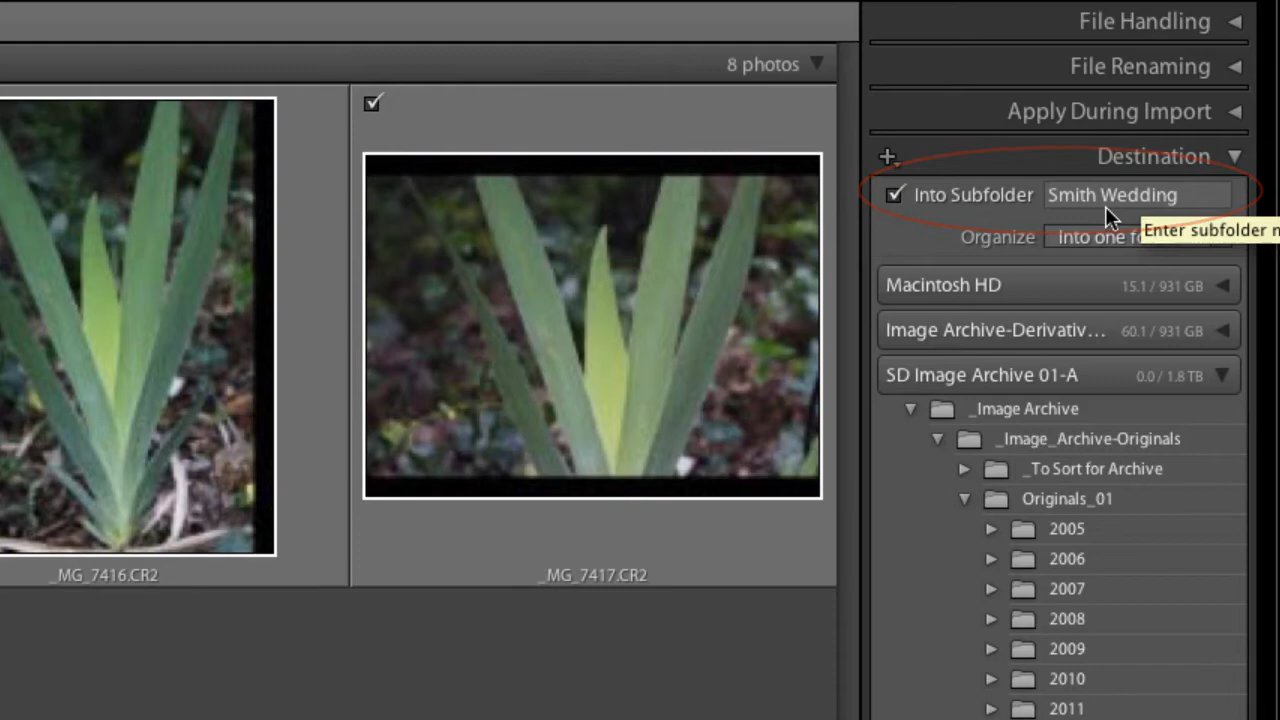 File Handling
8 photos
File Renaming
Apply During Import
Destination
Into Subfolder Smith Wedding
Enter subfolder
Organize Into one
Macintosh HD 15.1 / 931 GB
Image Archive-Derivativ... 60.1 / 931 GB
SD Image Archive 01-A 0.0 / 1.8 TB
_Image Archive
_Image_Archive-Originals
_To Sort for Archive
Originals_01
2005
2006
_MG_7416.CR2
_MG_7417.CR2
2007
2008
2009
2010
2011